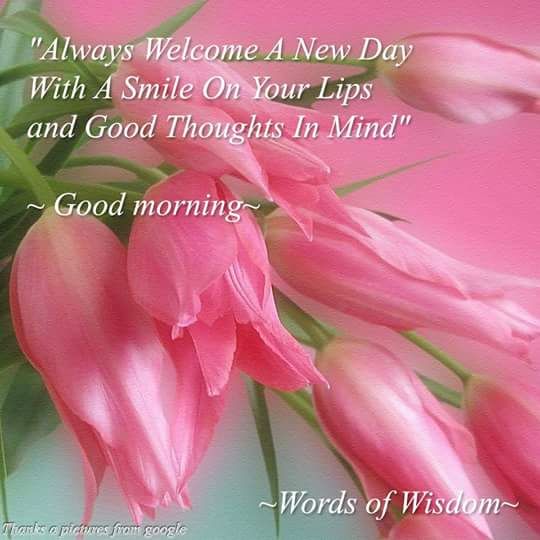 "Always Welcome A New Day
With A Smile On Your Lips
and Good Thoughts In Mind"
~ Good morning~
~Words of Wisdom~
Thanks a pictures from google